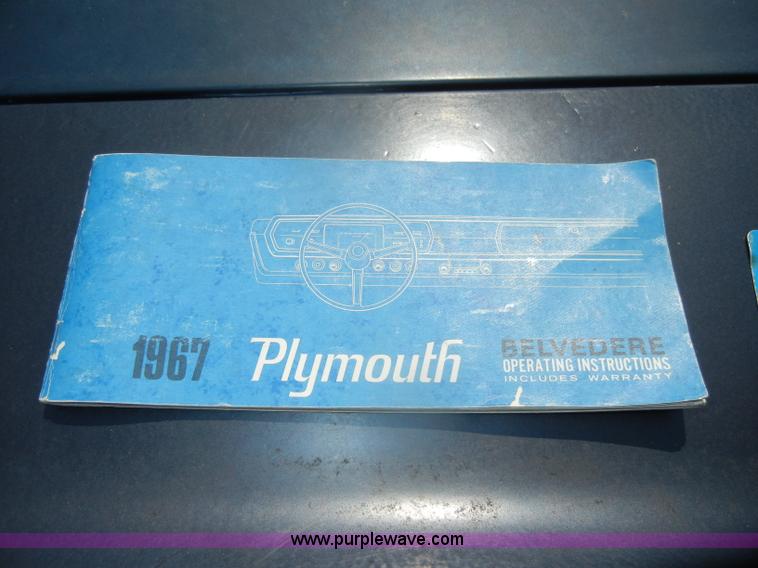 1967 Plymouth BELVEDERE
OPERATING INSTRUCTIONS
INCLUDES WARRANTY
www.purplewave.com